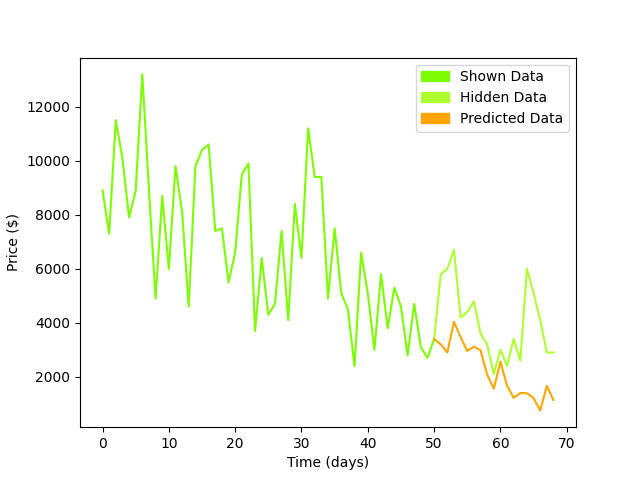 Shown Data
Hidden Data
Predicted Data
12000
10000
8000
6000
4000
2000
Price ($)
0 10 20 30 40 50 60 70
Time (days)